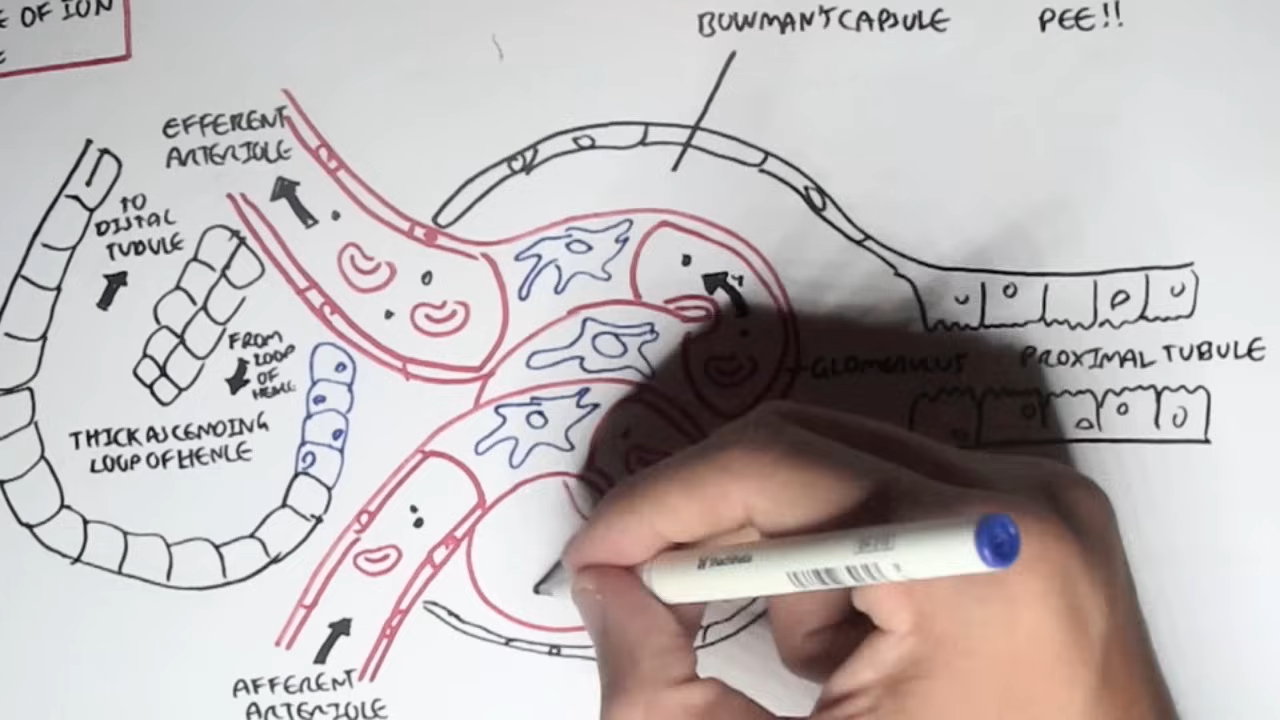 E OF ION
E
BOWMAN'S CAPSULE
PEE!!
EFFERENT
ARTERIOLE
TO
DISTAL
TUBULE
FROM
LOOP
OF
HENLE
THICK ASCENDING
LOOP OF HENLE
GLOMERULUS
PROXIMAL TUBULE
AFFERENT
ARTERIOLE